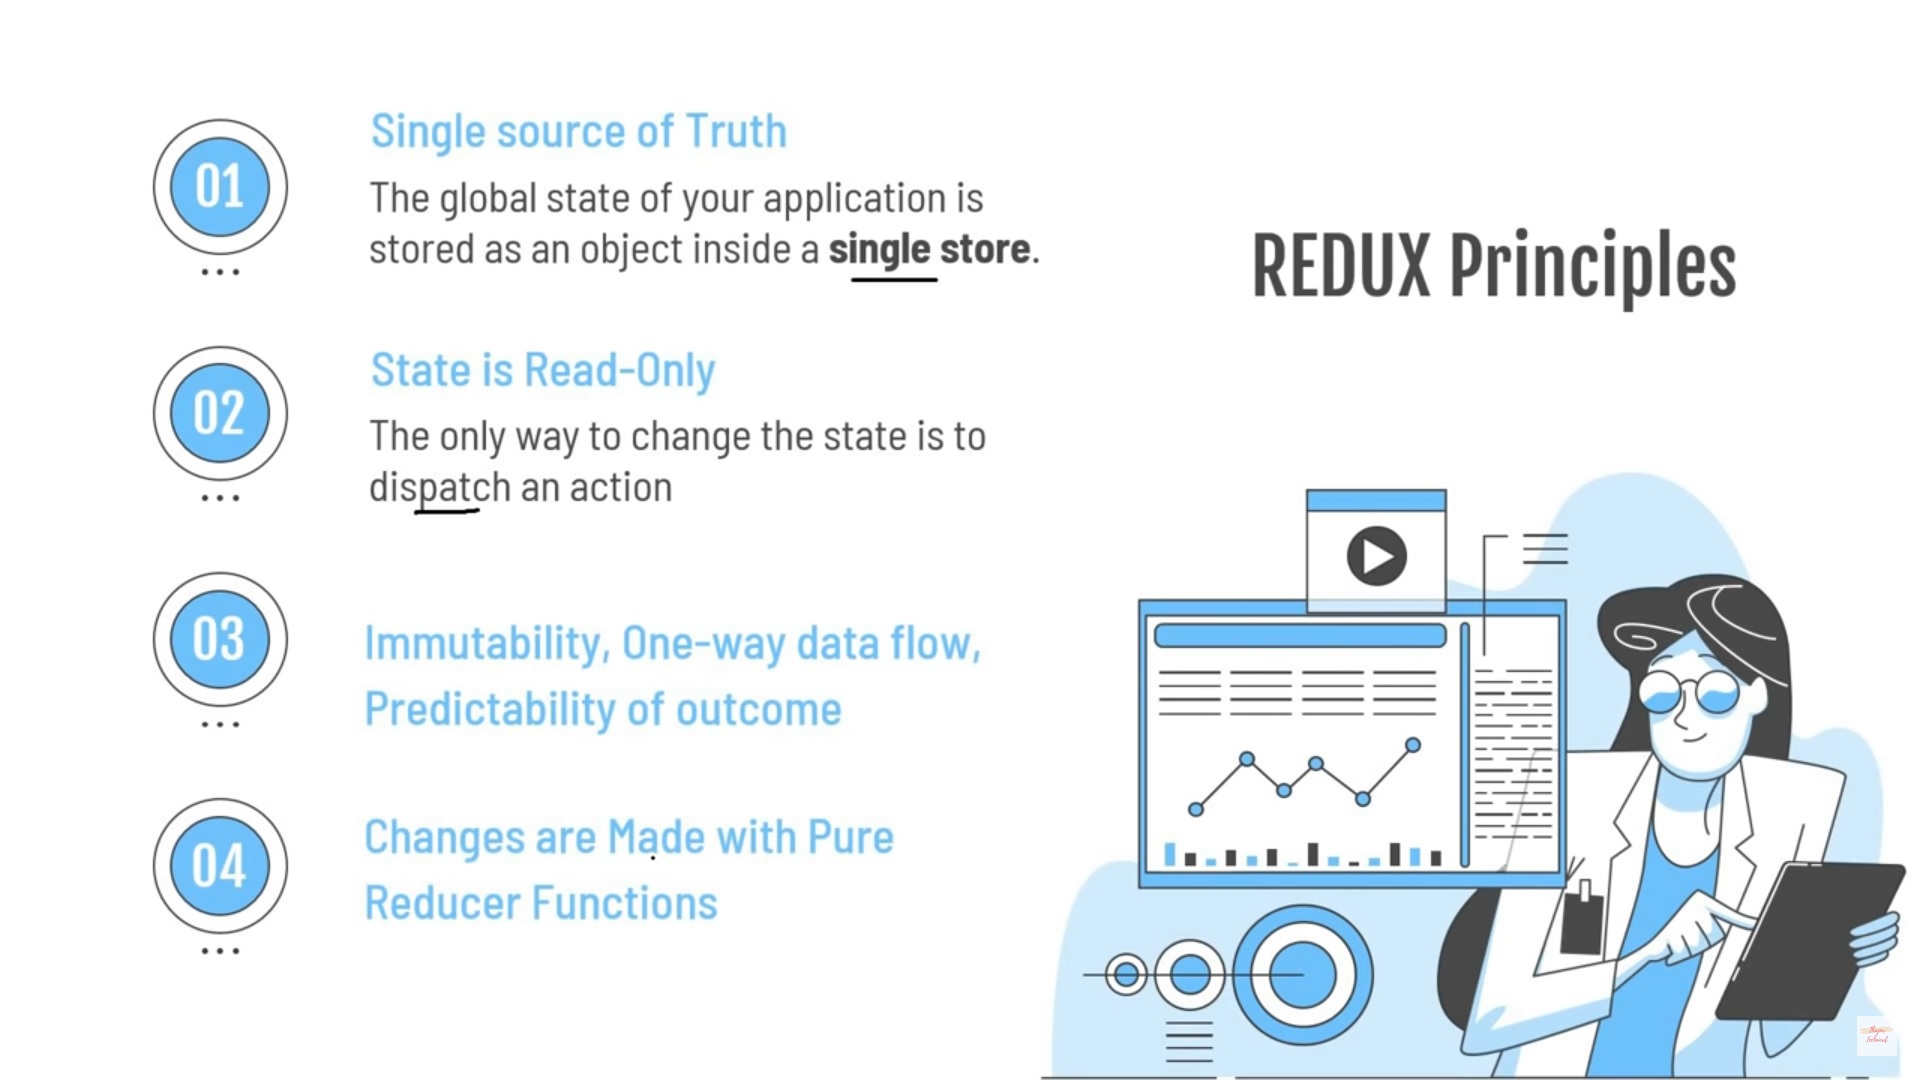 01
Single source of Truth
The global state of your application is
stored as an object inside a single store.
REDUX Principles
02
State is Read-Only
The only way to change the state is to
dispatch an action
03
Immutability, One-way data flow,
Predictability of outcome
04
Changes are Made with Pure
Reducer Functions